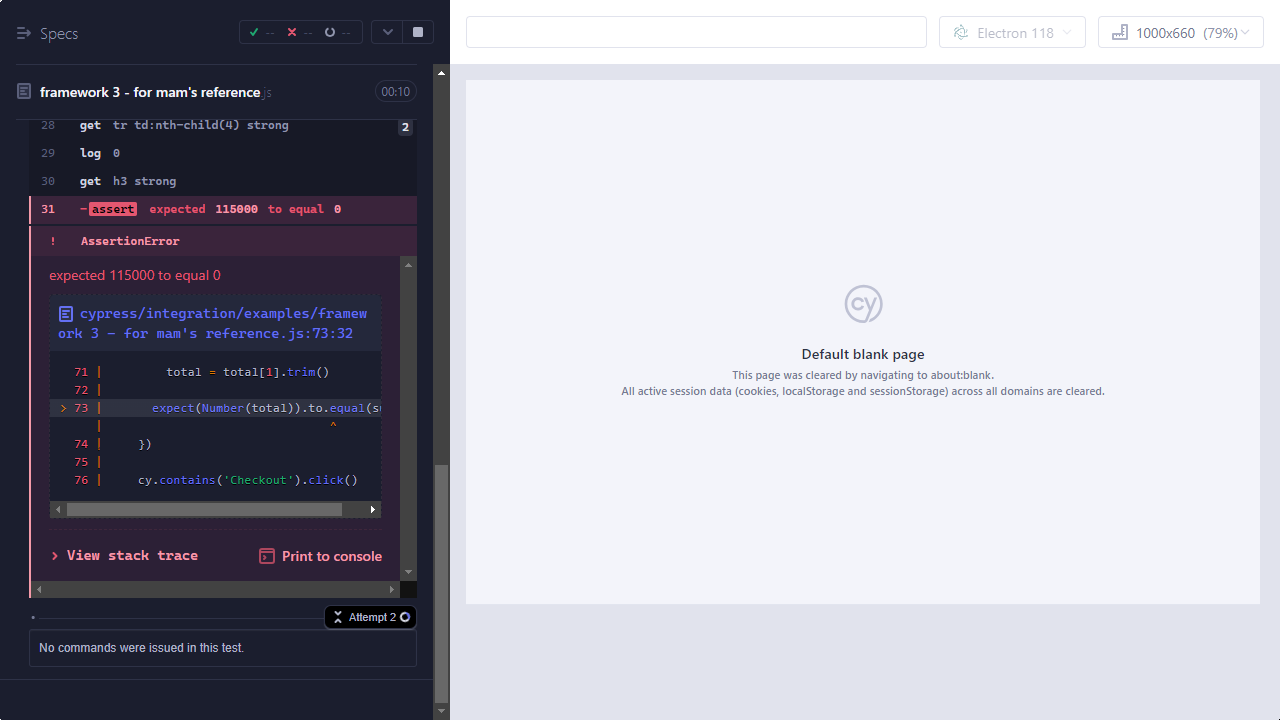 Specs
-- -- --
Electron 118
1000x660 (79%)
framework 3 - for mam's reference.js
00:10
28 get tr td:nth-child(4) strong 2
29 log 0
30 get h3 strong
31 -assert expected 115000 to equal 0
! AssertionError
expected 115000 to equal 0
cypress/integration/examples/framew
ork 3 - for mam's reference.js:73:32
71 | total = total[1].trim()
72 |
> 73 | expect(Number(total)).to.equal(su
| ^
74 | })
75 |
76 | cy.contains('Checkout').click()
View stack trace
Print to console
Attempt 2
No commands were issued in this test.
cy
Default blank page
This page was cleared by navigating to about:blank.
All active session data (cookies, localStorage and sessionStorage) across all domains are cleared.